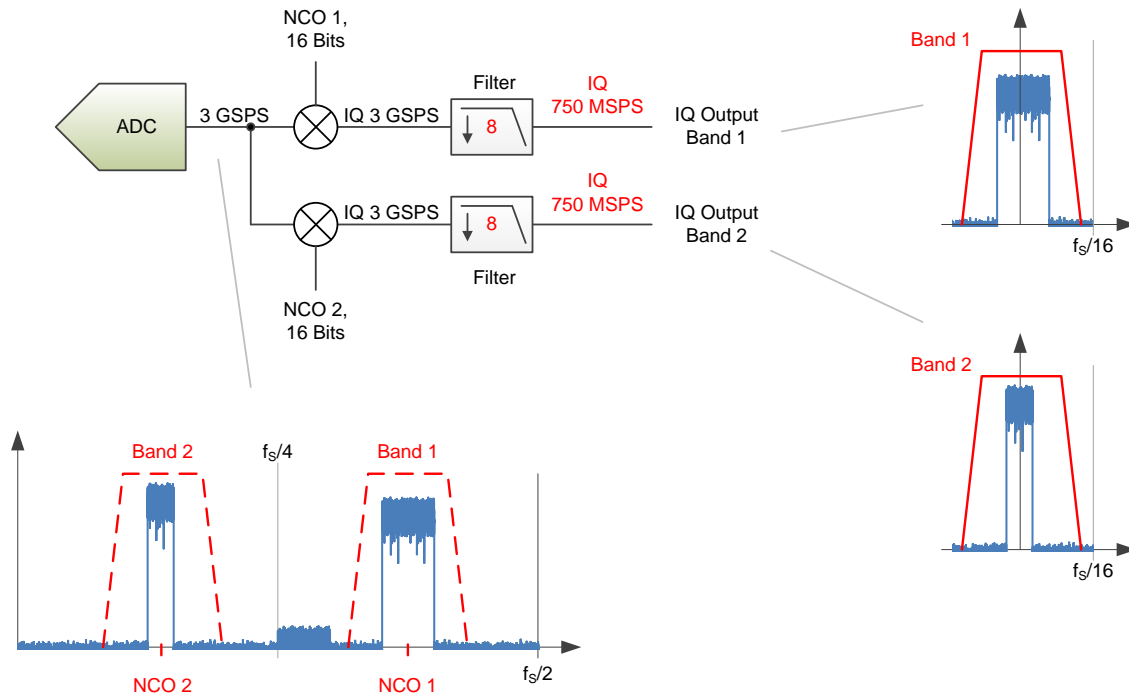 NCO 1,
16 Bits
ADC
3 GSPS
IQ 3 GSPS
Filter
8
IQ
750 MSPS
IQ Output
Band 1
IQ 3 GSPS
8
Filter
IQ
750 MSPS
IQ Output
Band 2
NCO 2,
16 Bits
Band 1
fS/16
Band 2
fS/16
Band 2
fS/4
Band 1
NCO 2
NCO 1
fS/2